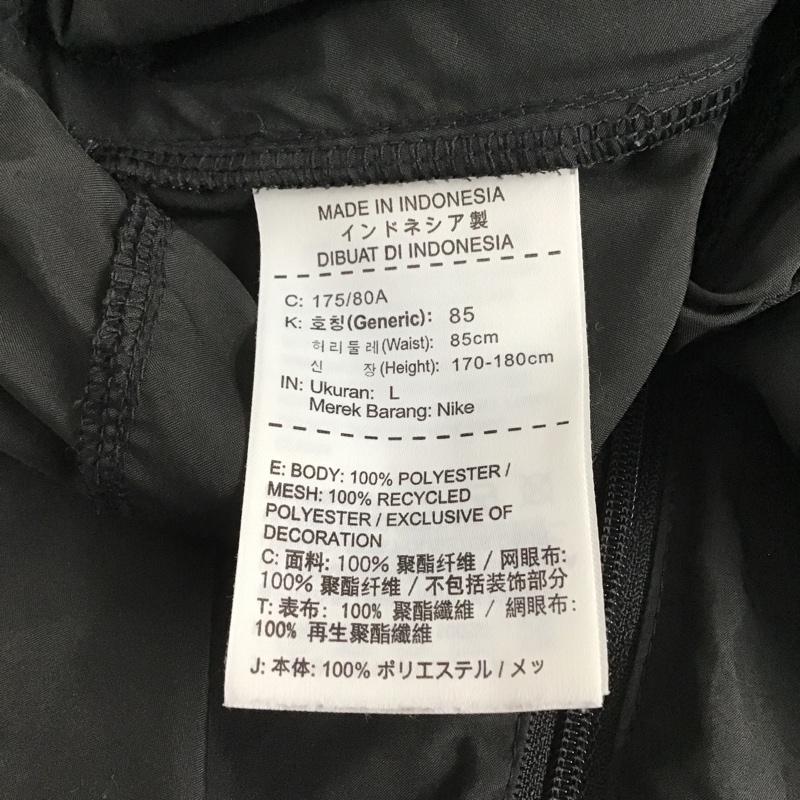 MADE IN INDONESIA
インドネシア製
DIBUAT DI INDONESIA
C: 175/80A
K: 호칭(Generic): 85
허리둘레(Waist): 85cm
신 장(Height): 170-180cm
IN: Ukuran: L
Merek Barang: Nike
E: BODY: 100% POLYESTER /
MESH: 100% RECYCLED
POLYESTER / EXCLUSIVE OF
DECORATION
C: 面料: 100% 聚酯纤维 / 网眼布:
100% 聚酯纤维 / 不包括装饰部分
T: 表布: 100% 聚酯纖維 / 網眼布:
100% 再生聚酯纖維
J: 本体: 100% ポリエステル / メッ